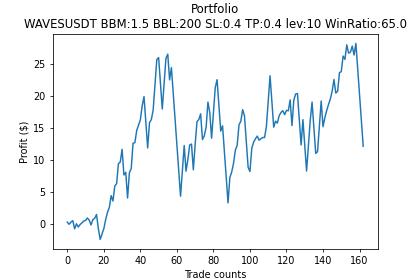 Portfolio
WAVESUSDT BBM:1.5 BBL:200 SL:0.4 TP:0.4 lev:10 WinRatio:65.0
Profit ($)
25
20
15
10
5
0
0 20 40 60 80 100 120 140 160
Trade counts